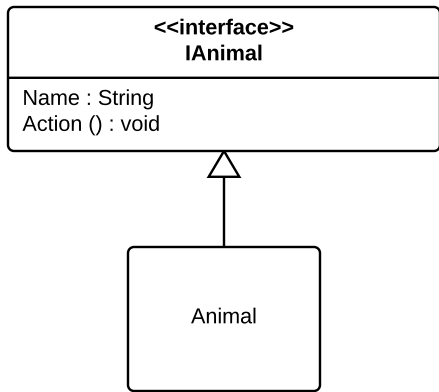 <<interface>>
IAnimal
Name : String
Action () : void
Animal